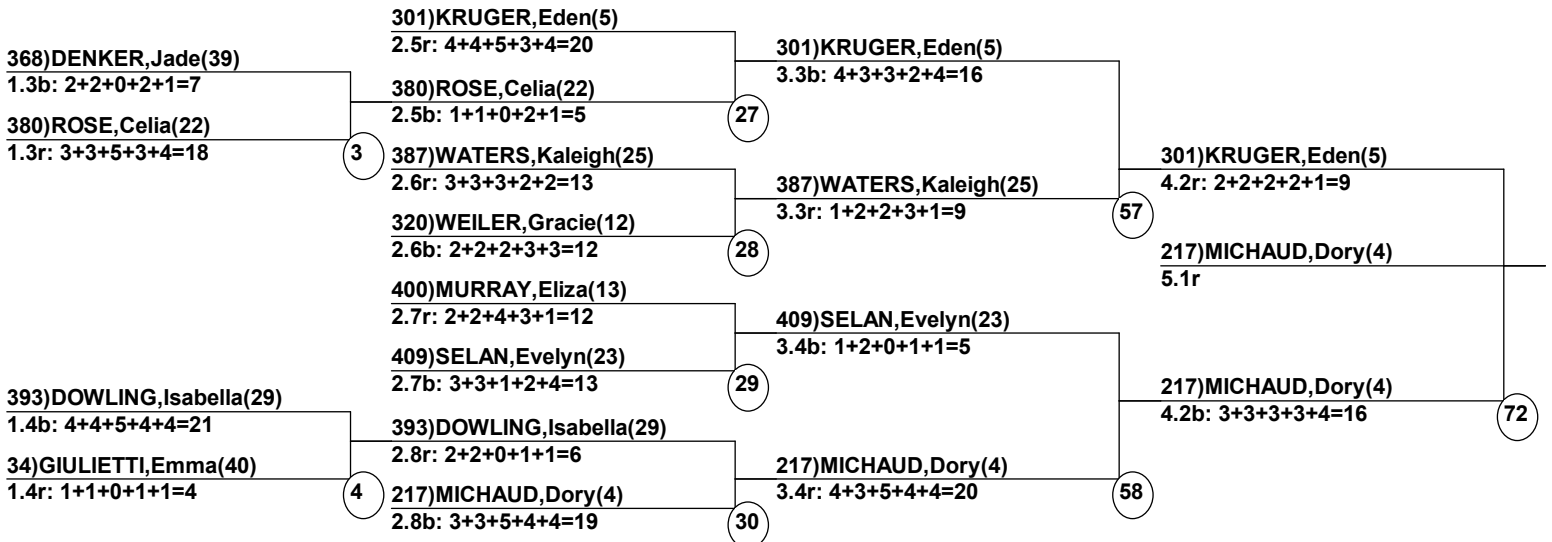 368)DENKER,Jade(39)
1.3b: 2+2+0+2+1=7
380)ROSE,Celia(22)
1.3r: 3+3+5+3+4=18
3
393)DOWLING,Isabella(29)
1.4b: 4+4+5+4+4=21
34)GIULIETTI,Emma(40)
1.4r: 1+1+0+1+1=4
4
301)KRUGER,Eden(5)
2.5r: 4+4+5+3+4=20
380)ROSE,Celia(22)
2.5b: 1+1+0+2+1=5
27
387)WATERS,Kaleigh(25)
2.6r: 3+3+3+2+2=13
320)WEILER,Gracie(12)
2.6b: 2+2+2+3+3=12
28
400)MURRAY,Eliza(13)
2.7r: 2+2+4+3+1=12
409)SELAN,Evelyn(23)
2.7b: 3+3+1+2+4=13
29
393)DOWLING,Isabella(29)
2.8r: 2+2+0+1+1=6
217)MICHAUD,Dory(4)
2.8b: 3+3+5+4+4=19
30
301)KRUGER,Eden(5)
3.3b: 4+3+3+2+4=16
387)WATERS,Kaleigh(25)
3.3r: 1+2+2+3+1=9
57
409)SELAN,Evelyn(23)
3.4b: 1+2+0+1+1=5
217)MICHAUD,Dory(4)
3.4r: 4+3+5+4+4=20
58
301)KRUGER,Eden(5)
4.2r: 2+2+2+2+1=9
217)MICHAUD,Dory(4)
5.1r
217)MICHAUD,Dory(4)
4.2b: 3+3+3+3+4=16
72